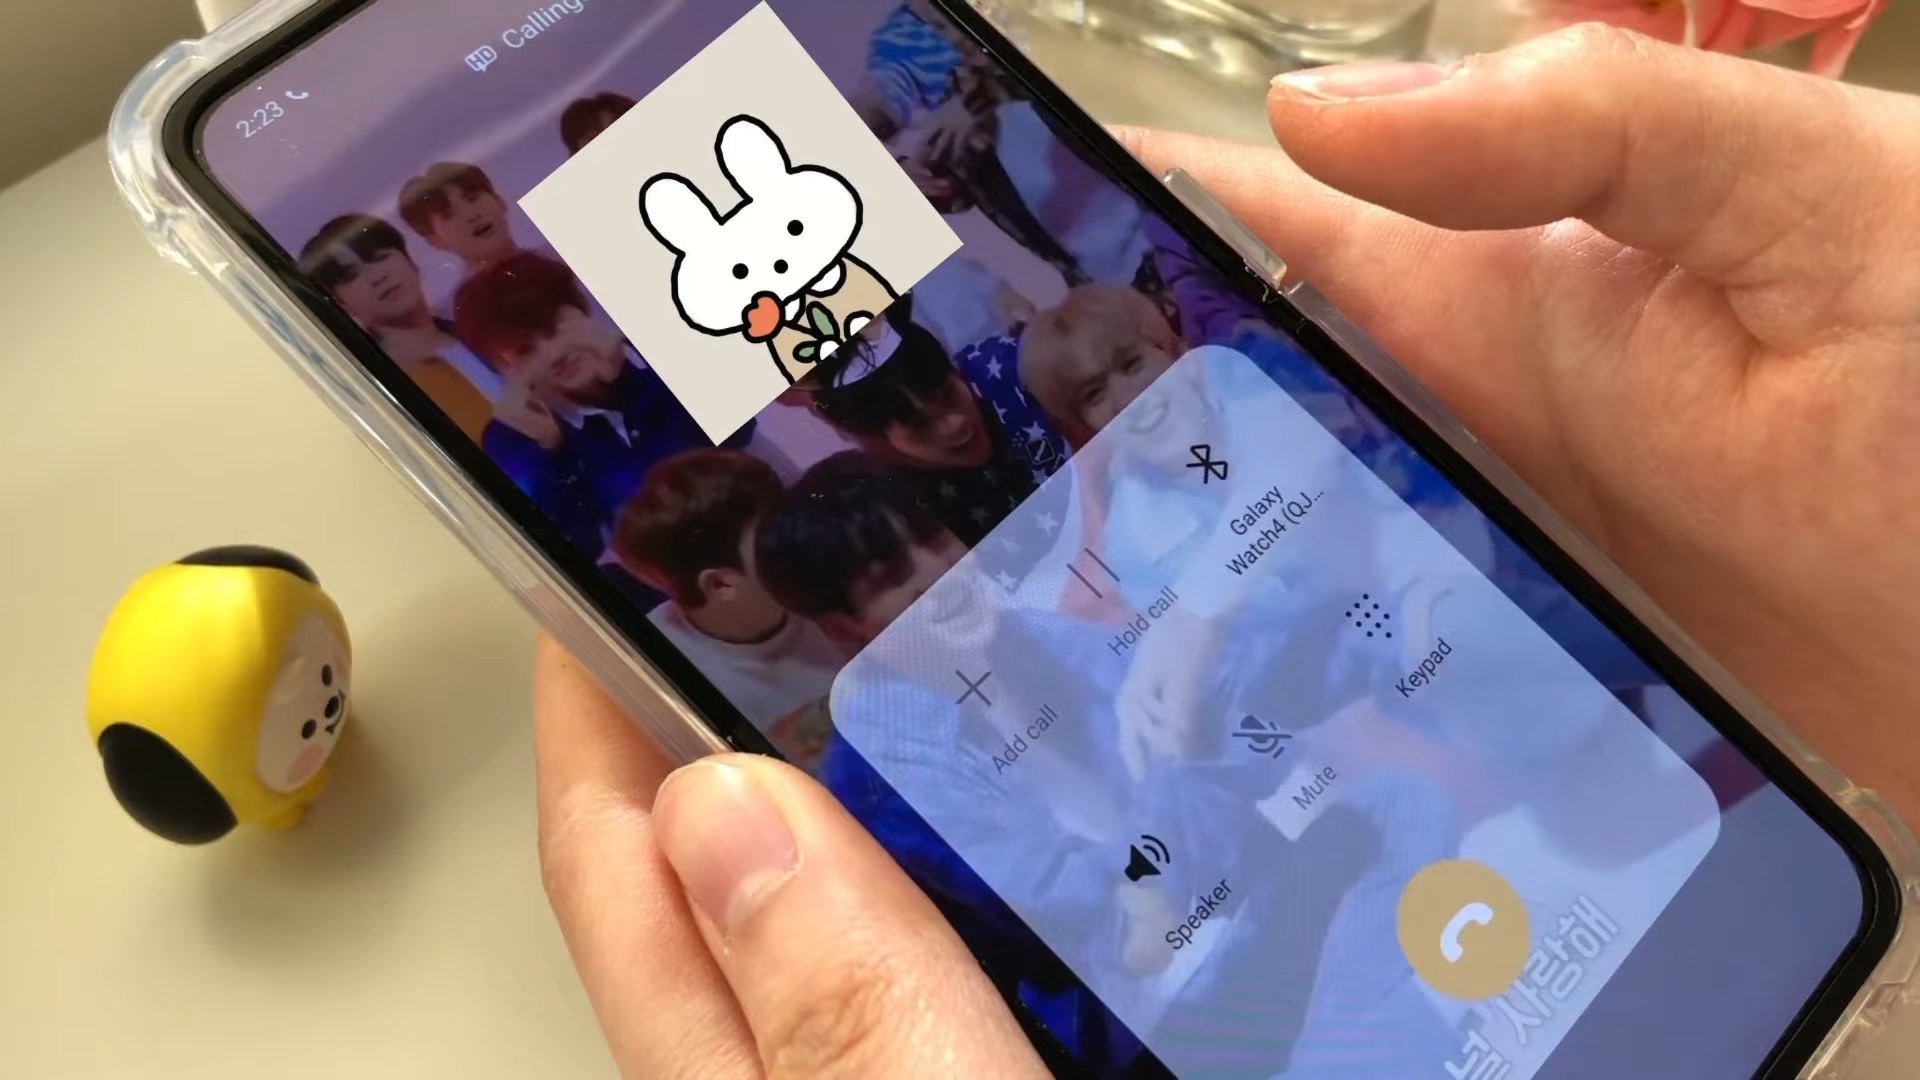 HD Calling
2:23
Galaxy
Watch4 (QJ...
Hold call
Add call
Keypad
Mute
Speaker
널 사랑해